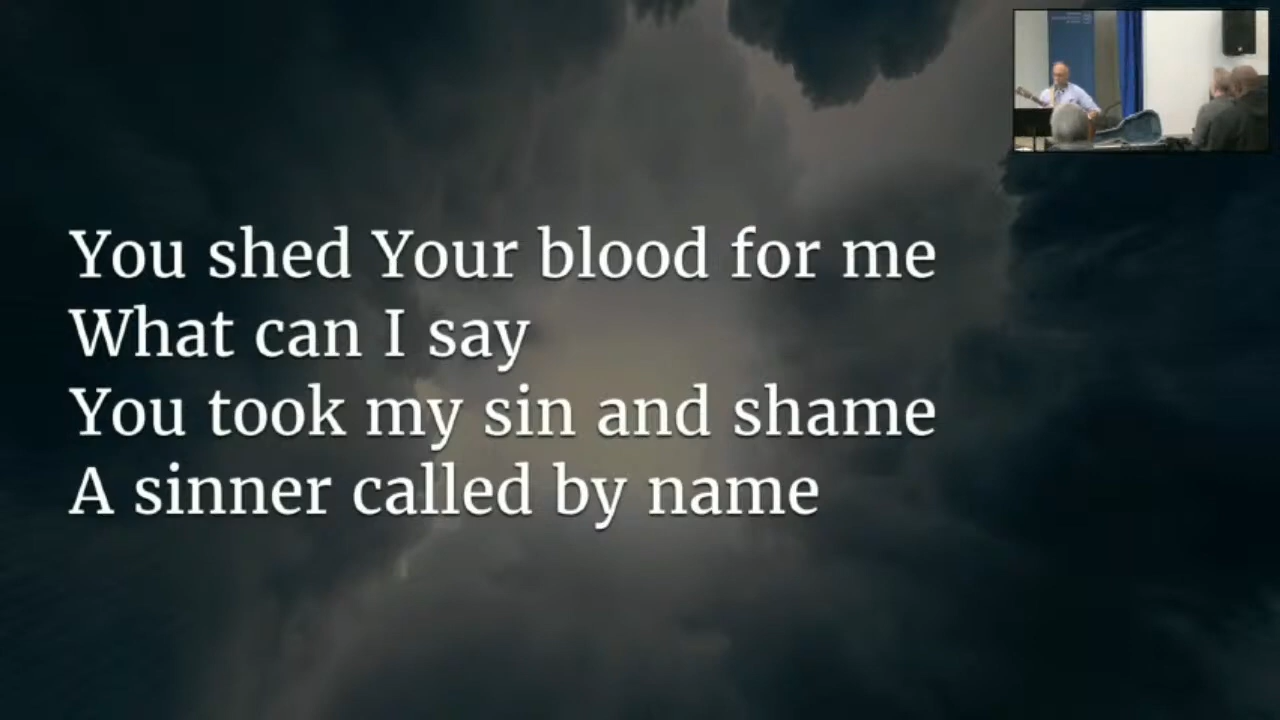 You shed Your blood for me
What can I say
You took my sin and shame
A sinner called by name